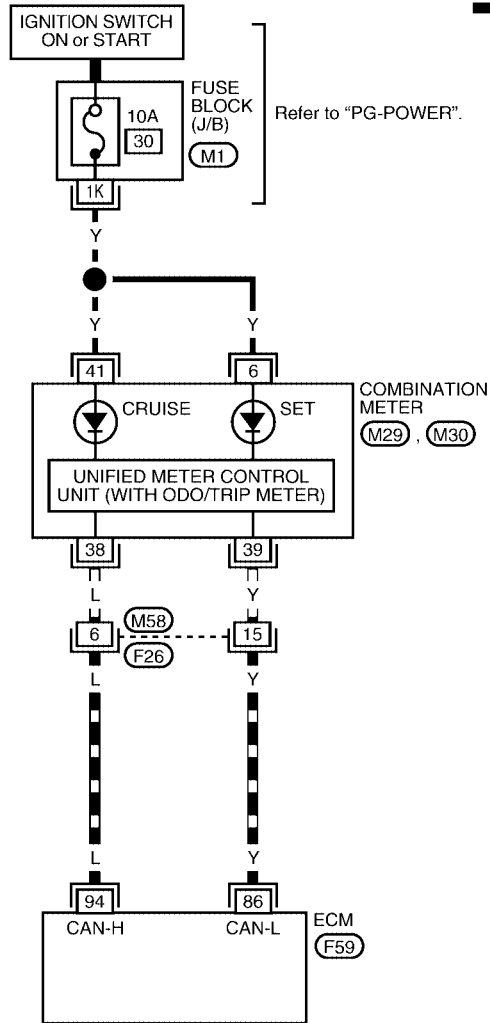 IGNITION SWITCH
ON or START
FUSE
BLOCK
(J/B)
10A
30
M1
Refer to "PG-POWER".
1K
Y
Y
Y
41
6
CRUISE
SET
COMBINATION
METER
M29 , M30
UNIFIED METER CONTROL
UNIT (WITH ODO/TRIP METER)
38
39
L
Y
6
M58
15
F26
L
Y
L
Y
94
86
CAN-H
CAN-L
ECM
F59